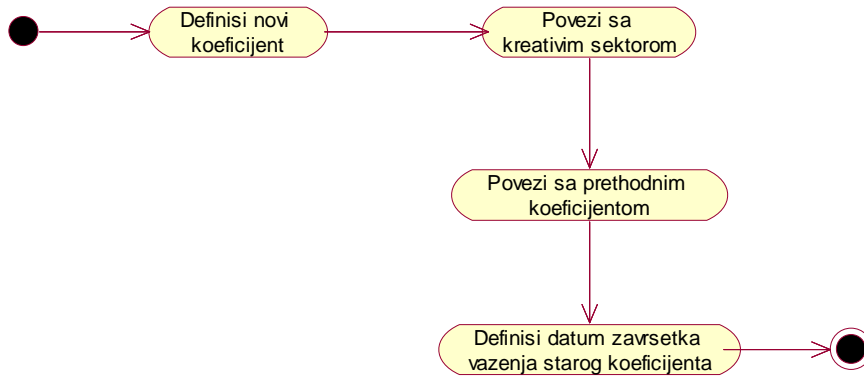 Definisi novi
koeficijent
Povezi sa
kreativim sektorom
Povezi sa prethodnim
koeficijentom
Definisi datum zavrsetka
vazenja starog koeficijenta